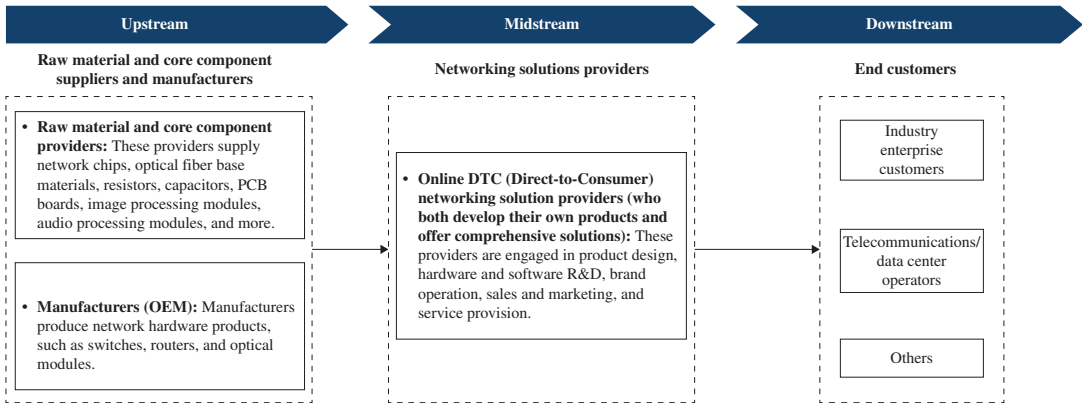 Upstream
Midstream
Downstream
Raw material and core component
suppliers and manufacturers
Networking solutions providers
End customers
• Raw material and core component
providers: These providers supply
network chips, optical fiber base
materials, resistors, capacitors, PCB
boards, image processing modules,
audio processing modules, and more.
• Manufacturers (OEM): Manufacturers
produce network hardware products,
such as switches, routers, and optical
modules.
• Online DTC (Direct-to-Consumer)
networking solution providers (who
both develop their own products and
offer comprehensive solutions): These
providers are engaged in product design,
hardware and software R&D, brand
operation, sales and marketing, and
service provision.
Industry
enterprise
customers
Telecommunications/
data center
operators
Others